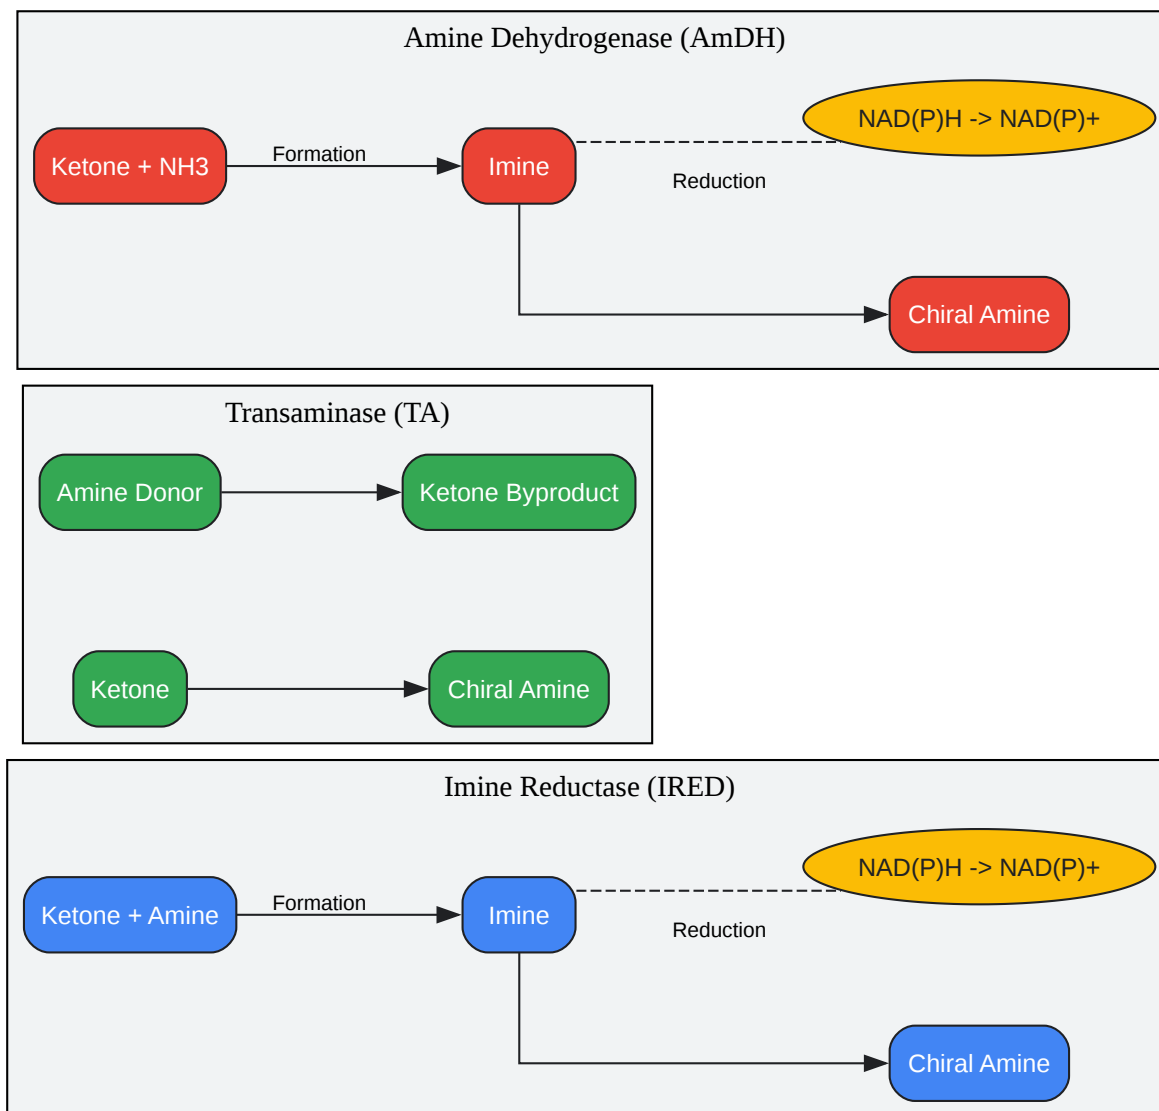 Amine Dehydrogenase (AmDH)
NAD(P)H -> NAD(P)+
Ketone + NH3
Formation
Imine
Reduction
Chiral Amine
Transaminase (TA)
Amine Donor
Ketone Byproduct
Ketone
Chiral Amine
Imine Reductase (IRED)
NAD(P)H -> NAD(P)+
Ketone + Amine
Formation
Imine
Reduction
Chiral Amine